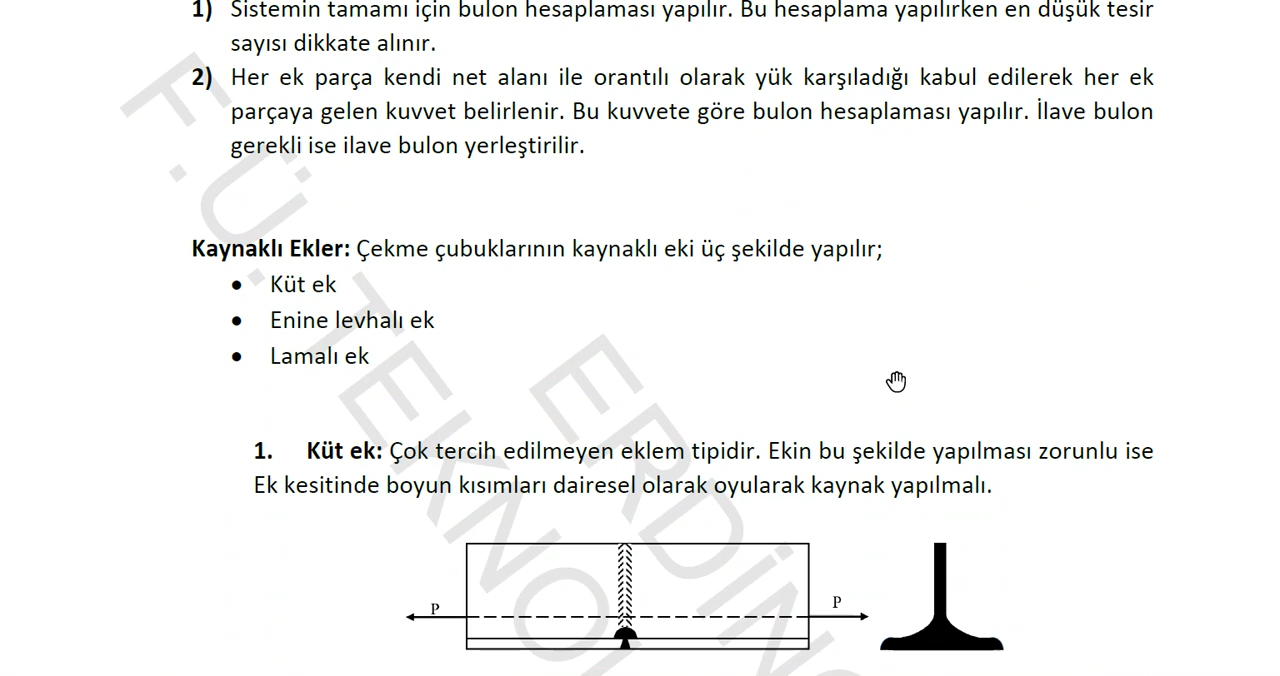 1) Sistemin tamamı için bulon hesaplaması yapılır. Bu hesaplama yapılırken en düşük tesir
sayısı dikkate alınır.
2) Her ek parça kendi net alanı ile orantılı olarak yük karşıladığı kabul edilerek her ek
parçaya gelen kuvvet belirlenir. Bu kuvvete göre bulon hesaplaması yapılır. İlave bulon
gerekli ise ilave bulon yerleştirilir.
Kaynaklı Ekler: Çekme çubuklarının kaynaklı eki üç şekilde yapılır;
• Küt ek
• Enine levhalı ek
• Lamalı ek
1. Küt ek: Çok tercih edilmeyen eklem tipidir. Ekin bu şekilde yapılması zorunlu ise
Ek kesitinde boyun kısımları dairesel olarak oyularak kaynak yapılmalı.
P
P
F.Ü. TEKNO
ERDİN